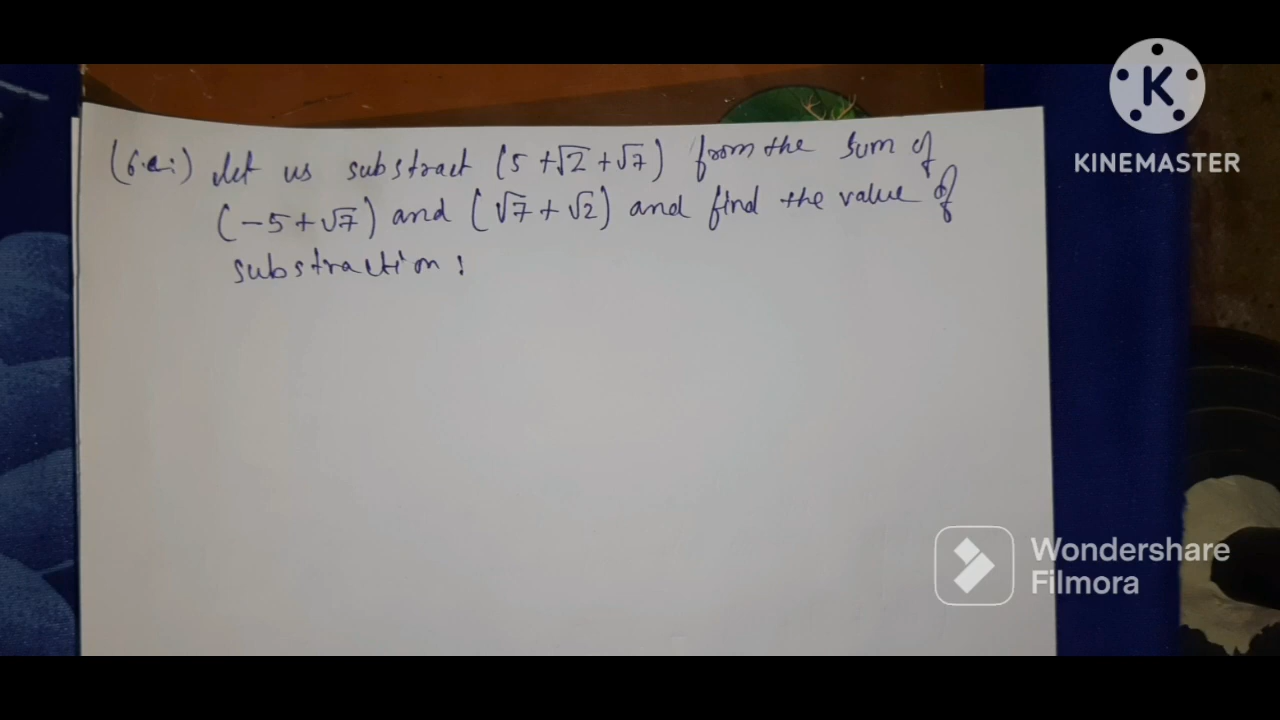 KINEMASTER
(6.a.i) let us substract (5 + √2 + √7) from the sum of
(-5 + √7) and (√7 + √2) and find the value of
substraction :
Wondershare
Filmora